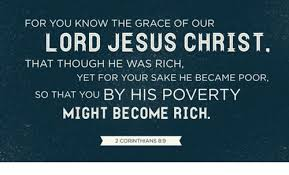 FOR YOU KNOW THE GRACE OF OUR
LORD JESUS CHRIST,
THAT THOUGH HE WAS RICH,
YET FOR YOUR SAKE HE BECAME POOR,
SO THAT YOU BY HIS POVERTY
MIGHT BECOME RICH.
2 CORINTHIANS 8:9